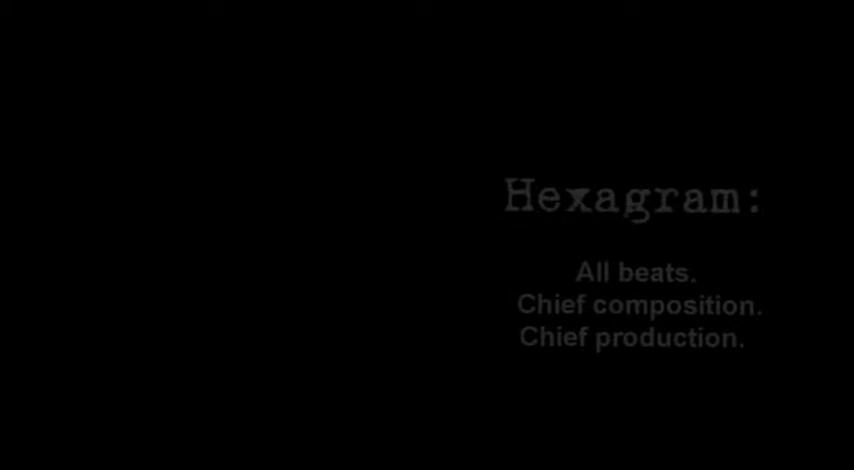 Hexagram:
All beats.
Chief composition.
Chief production.